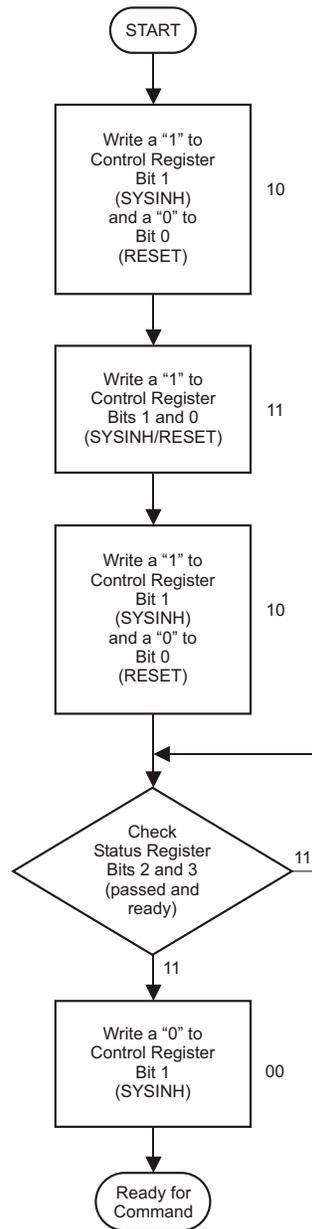 START
Write a “1” to
Control Register
Bit 1
(SYSINH)
and a “0” to
Bit 0
(RESET)
10
Write a “1” to
Control Register
Bits 1 and 0
(SYSINH/RESET)
11
Write a “1” to
Control Register
Bit 1
(SYSINH)
and a “0” to
Bit 0
(RESET)
10
Check
Status Register
Bits 2 and 3
(passed and
ready)
11
11
Write a “0” to
Control Register
Bit 1
(SYSINH)
00
Ready for
Command